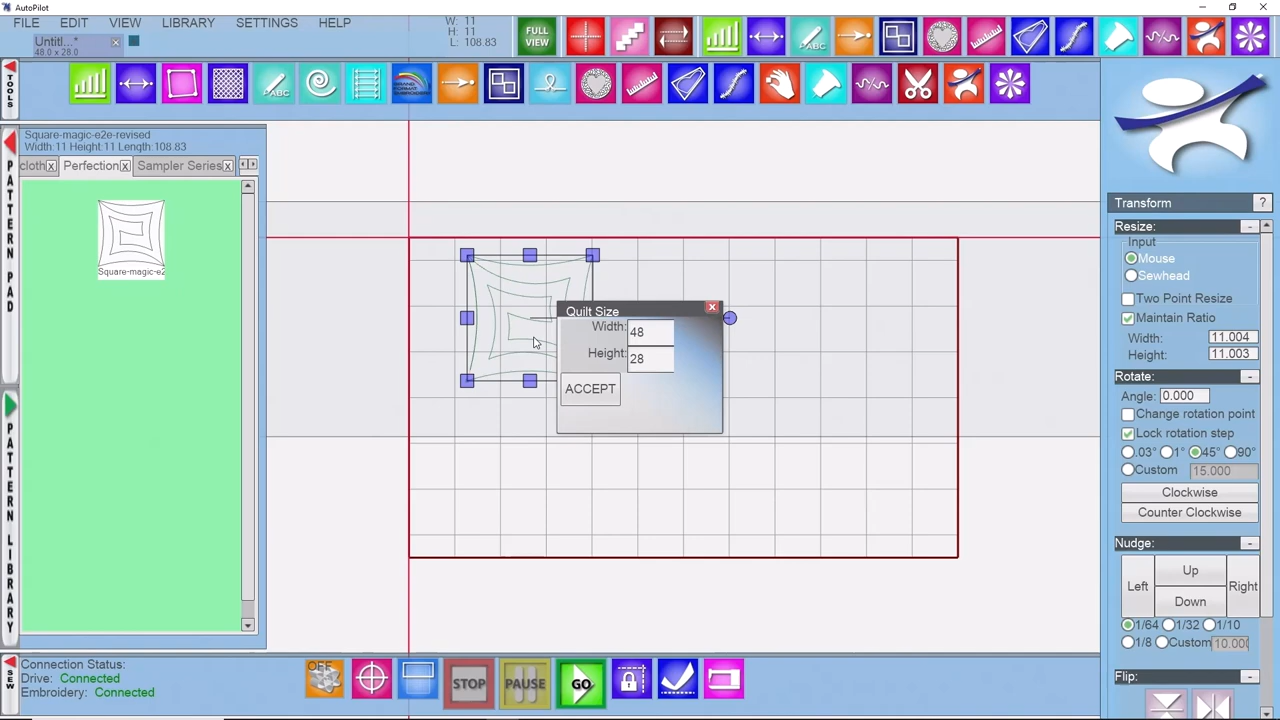 AutoPilot
FILE EDIT VIEW LIBRARY SETTINGS HELP
W: 11
H: 11
L: 108.83
FULL
VIEW
ABC
Untitl...*
48.0 x 28.0
TOOLS
ABC
Square-magic-e2e-revised
Width:11 Height:11 Length:108.83
cloth Perfection Sampler Series
Square-magic-e2
PATTERN PAD
PATTERN LIBRARY
Quilt Size
Width: 48
Height: 28
ACCEPT
Transform ?
Resize:
Input
Mouse
Sewhead
Two Point Resize
Maintain Ratio
Width: 11.004
Height: 11.003
Rotate:
Angle: 0.000
Change rotation point
Lock rotation step
.03° 1° 45° 90°
Custom 15.000
Clockwise
Counter Clockwise
Nudge:
Left Up Right
Down
1/64 1/32 1/10
1/8 Custom 10.00
Flip:
SEW
Connection Status:
Drive: Connected
Embroidery: Connected
OFF
STOP PAUSE GO